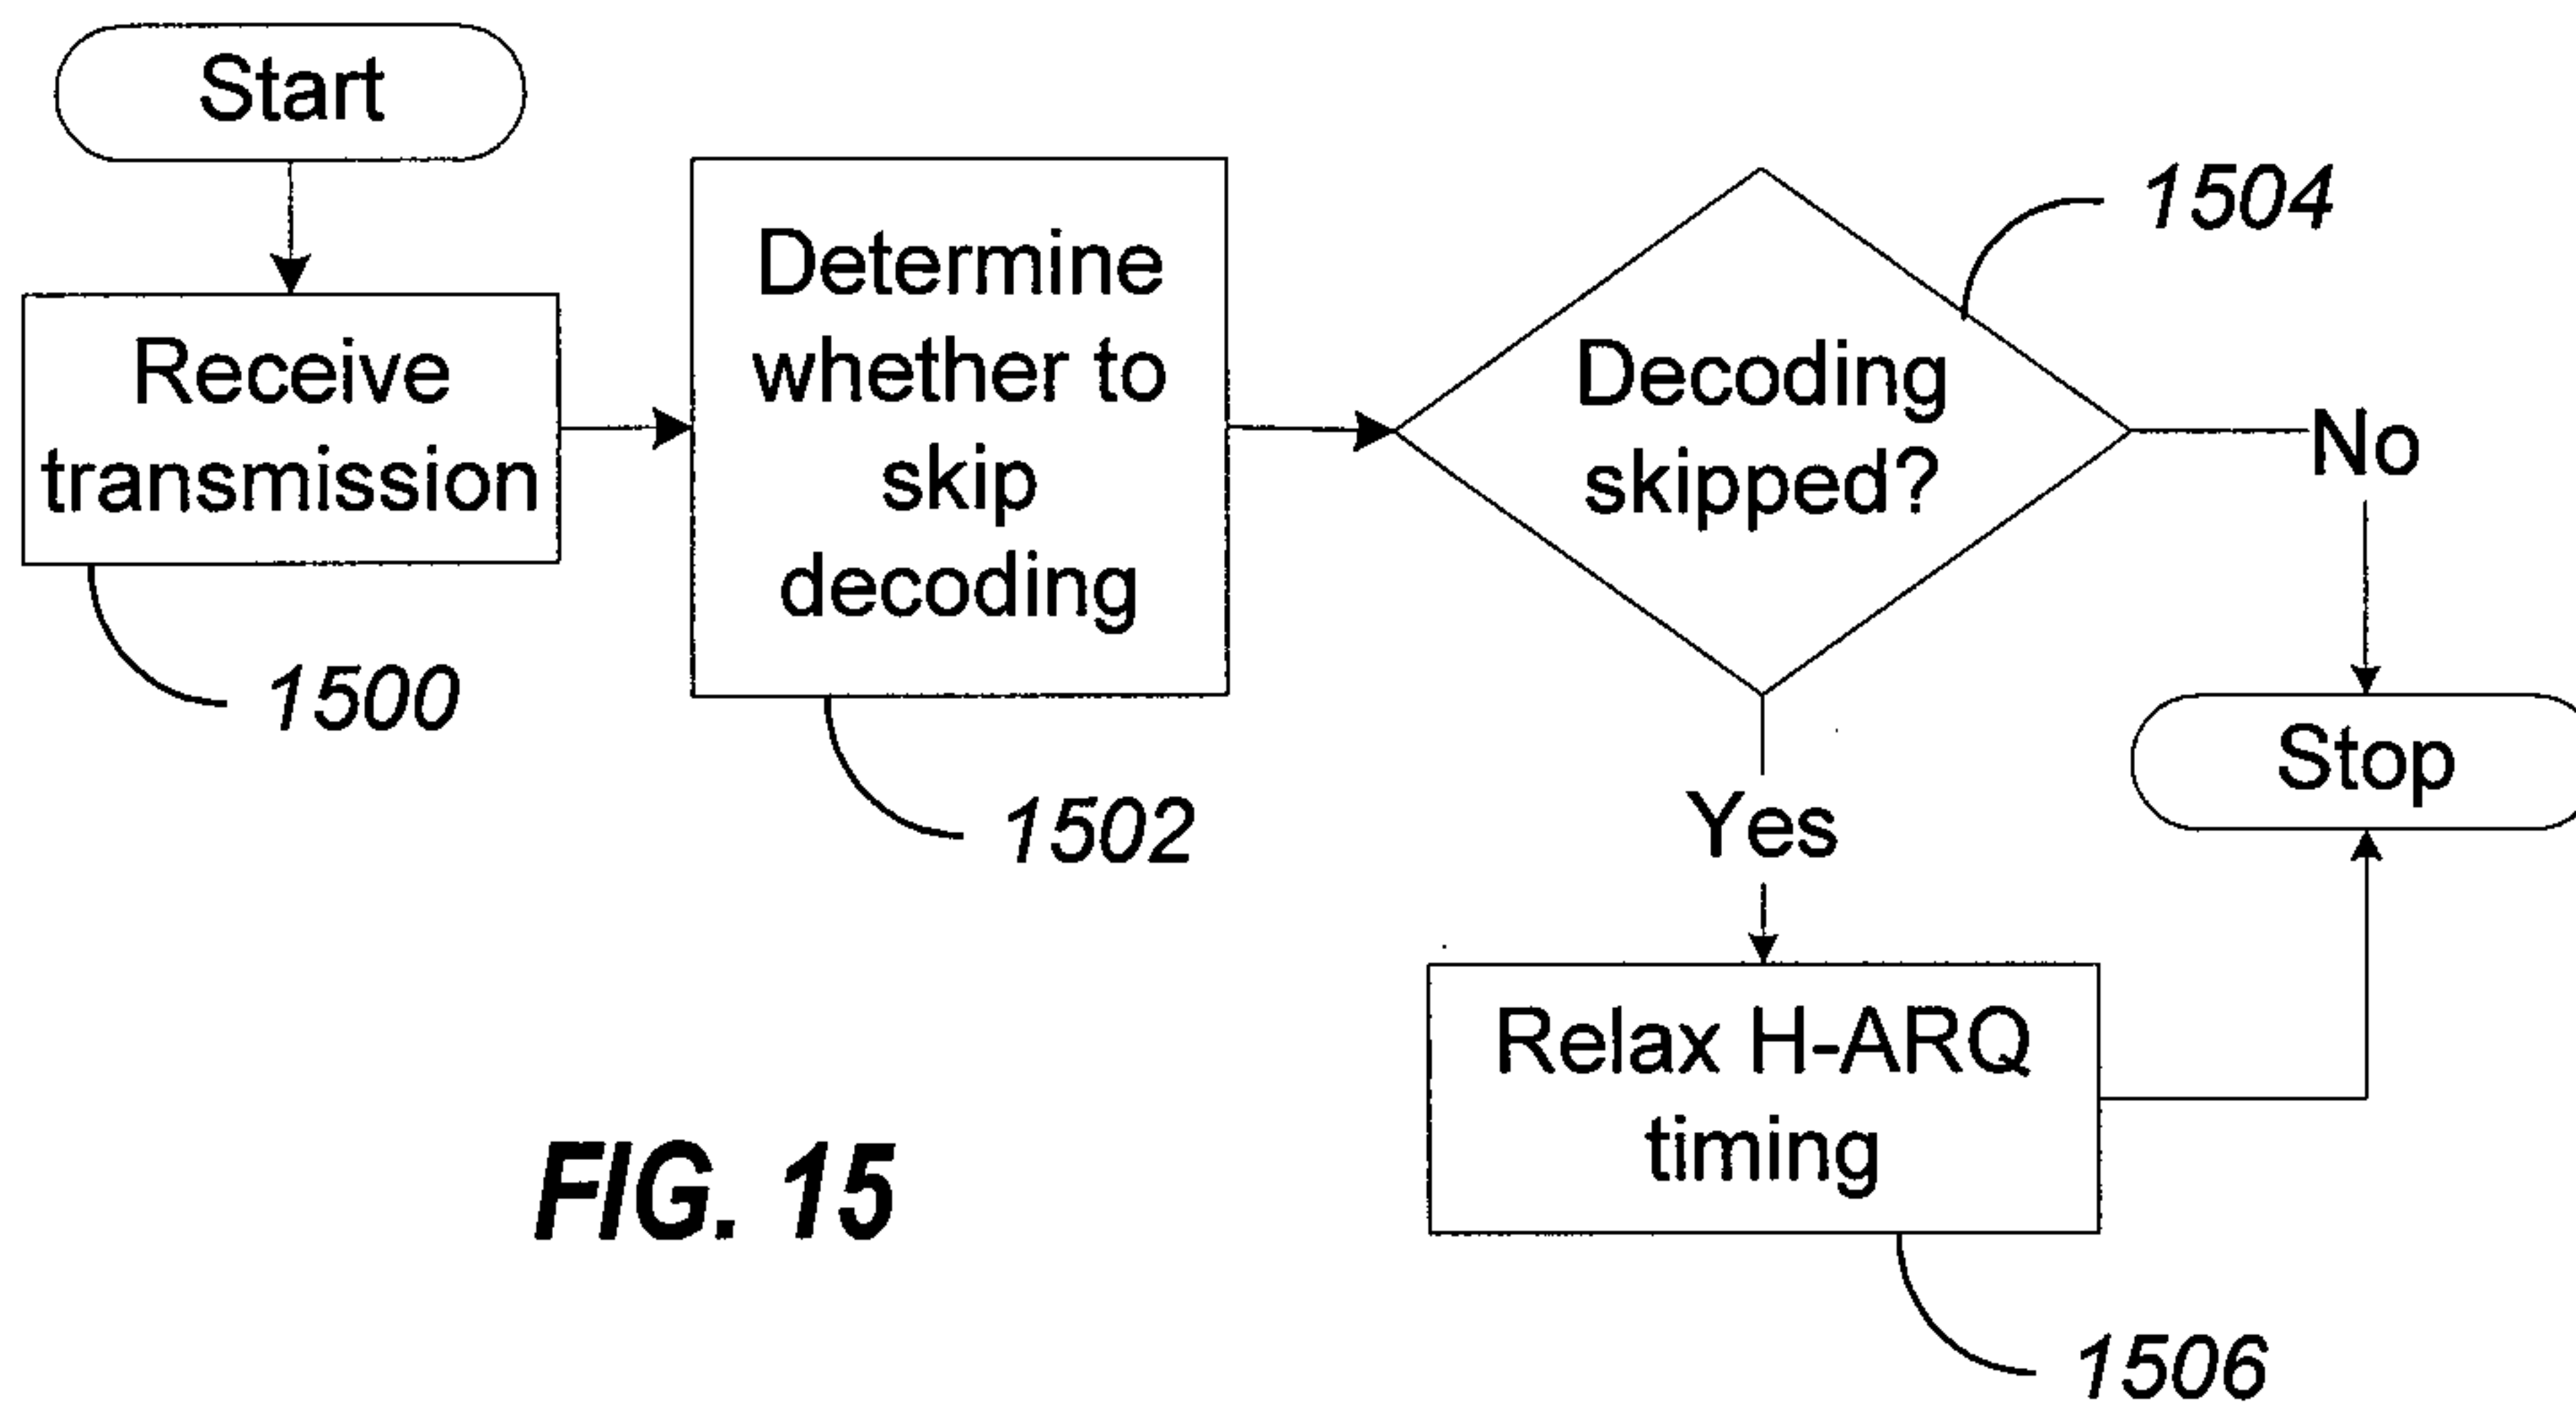 Start
Receive
transmission
1500
Determine
whether to
skip
decoding
1502
Decoding
skipped?
1504
No
Yes
Stop
Relax H-ARQ
timing
1506
FIG. 15